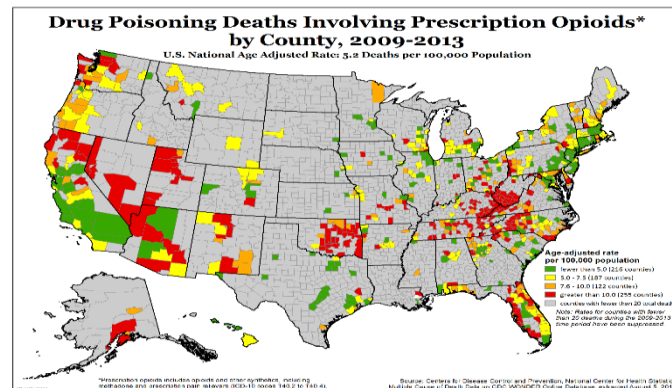 Drug Poisoning Deaths Involving Prescription Opioids*
by County, 2009-2013
U.S. National Age Adjusted Rate: 5.2 Deaths per 100,000 Population
Age-adjusted rate
per 100,000 population
fewer than 5.0 (216 counties)
5.0 - 7.5 (187 counties)
7.6 - 10.0 (122 counties)
greater than 10.0 (255 counties)
counties with fewer than 20 total deaths
Note: Rates for counties with fewer
than 20 deaths during the 2009-2013
time period have been suppressed
*Prescription opioids includes opioids and other synthetics, including
methadone and prescription pain relievers
Source: Centers for Disease Control and Prevention, National Center for Health Statistics
Multiple Cause of Death Data on CDC WONDER Online Database, extracted August 5,